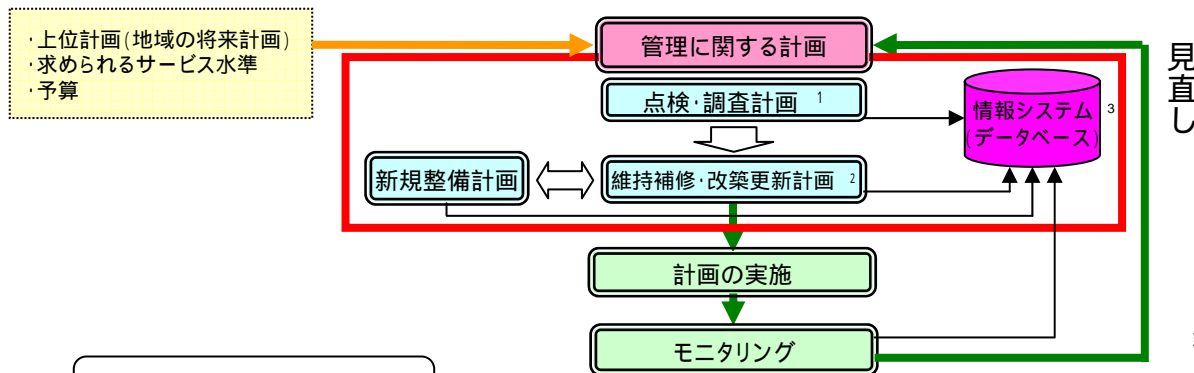 ・上位計画(地域の将来計画)
・求められるサービス水準
・予算
管理に関する計画
点検・調査計画 1
情報システム 3
(データベース)
見直し
新規整備計画
維持補修・改築更新計画 2
計画の実施
モニタリング